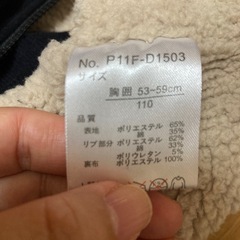 No. P11F-D1503
サイズ
胸囲 53~59cm
110
品質
表地 ポリエステル 65%
綿 35%
リブ部分 ポリエステル 62%
綿 33%
ポリウレタン 5%
裏布 ポリエステル 100%